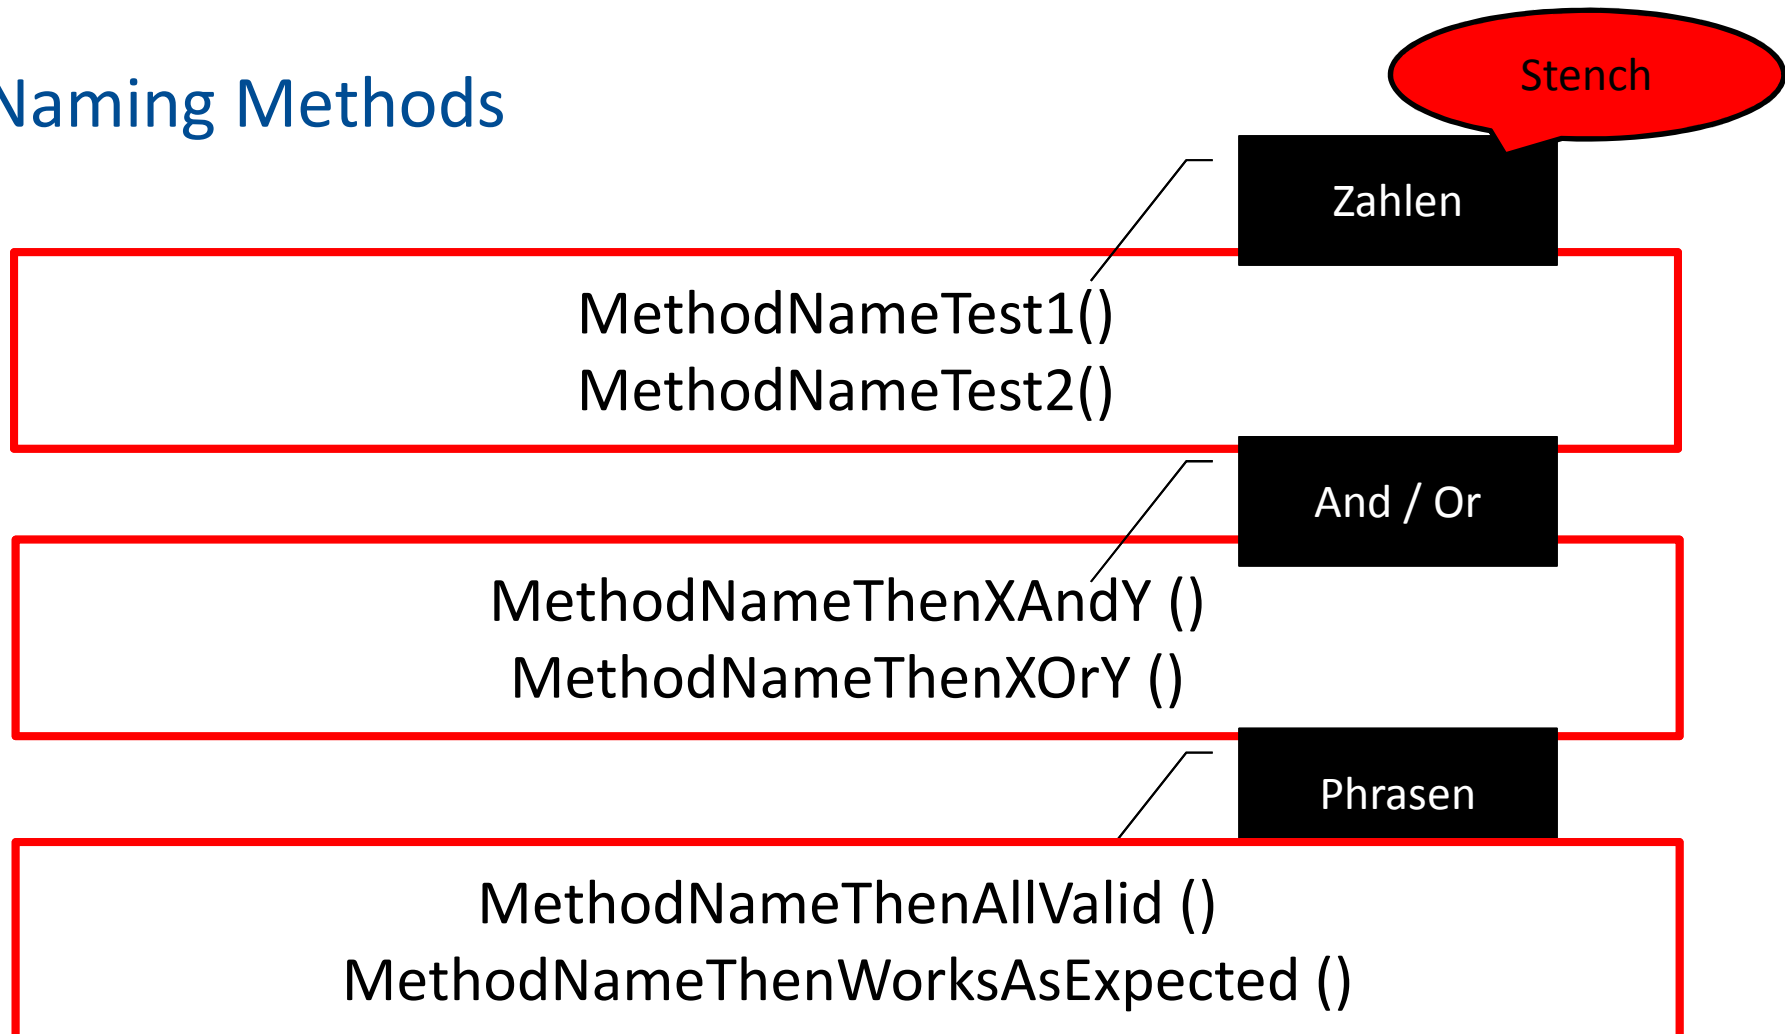 Naming Methods
Stench
Zahlen
MethodNameTest1()
MethodNameTest2()
And / Or
MethodNameThenXAndY ()
MethodNameThenXOrY ()
Phrasen
MethodNameThenAllValid ()
MethodNameThenWorksAsExpected ()